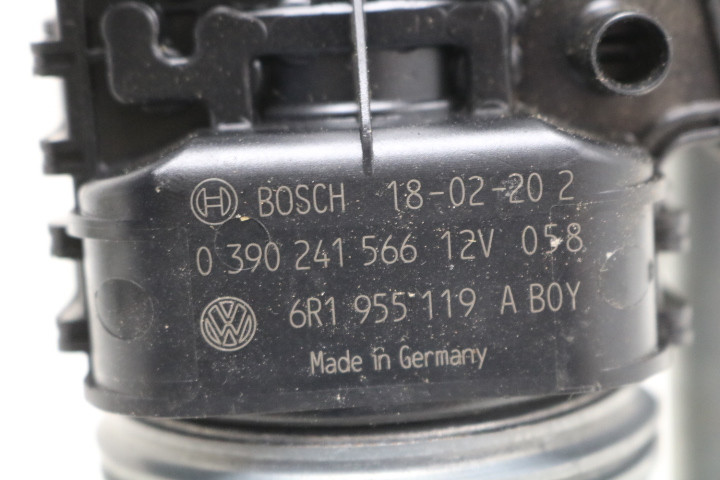 BOSCH 18-02-20 2
0 390 241 566 12V 058
6R1 955 119 A BOY
Made in Germany